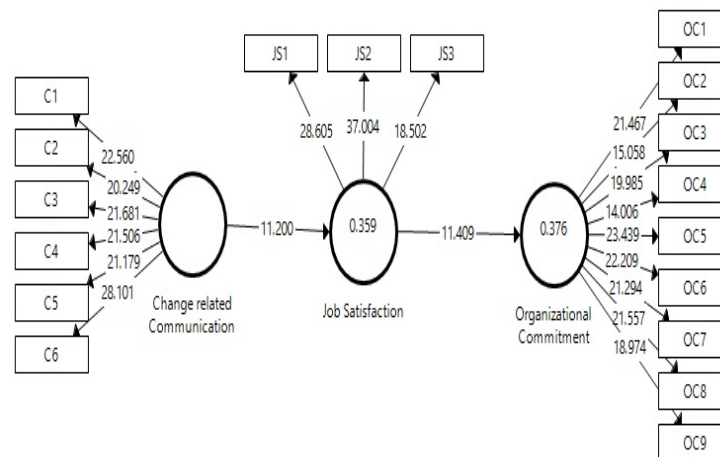 JS1
JS2
JS3
28.605
37.004
18.502
C1
C2
C3
C4
C5
C6
22.560
20.249
21.681
21.506
21.179
28.101
Change related
Communication
11.200
0.359
Job Satisfaction
11.409
0.376
Organizational
Commitment
21.467
15.058
19.985
14.006
23.439
22.209
21.294
21.557
18.974
OC1
OC2
OC3
OC4
OC5
OC6
OC7
OC8
OC9